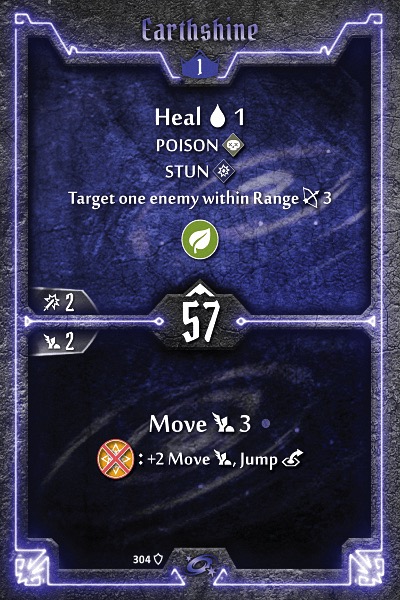 Earthshine
1
Heal 1
POISON
STUN
Target one enemy within Range 3
2
57
2
Move 3
: +2 Move , Jump
304